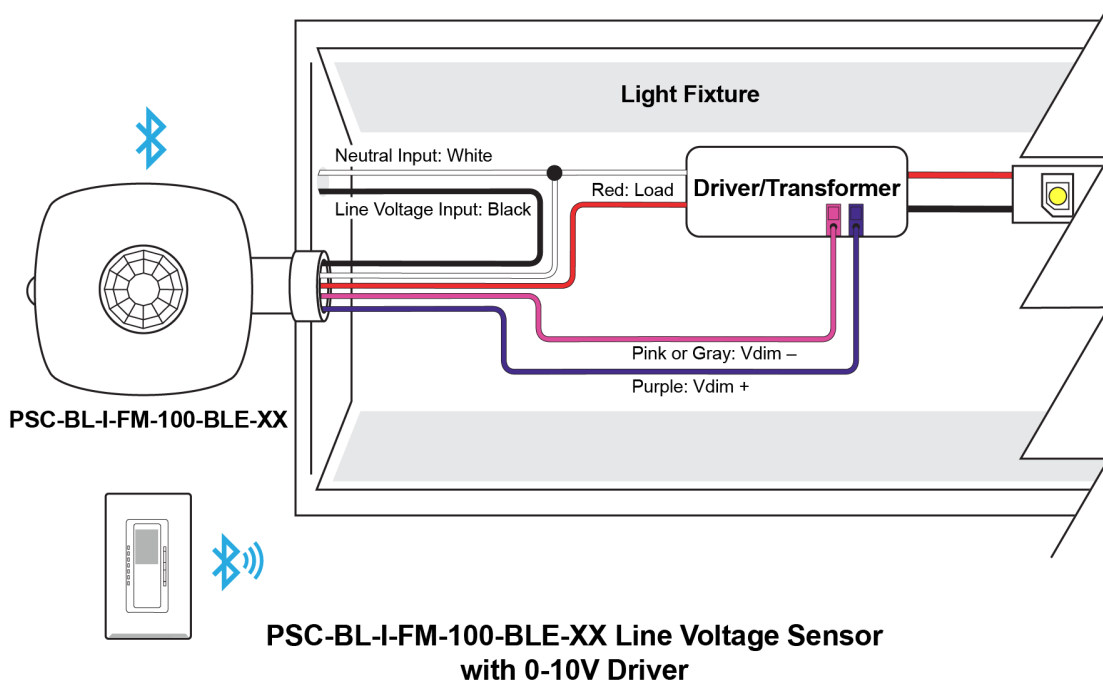 Light Fixture
Neutral Input: White
Red: Load
Driver/Transformer
Line Voltage Input: Black
Pink or Gray: Vdim –
Purple: Vdim +
PSC-BL-I-FM-100-BLE-XX
PSC-BL-I-FM-100-BLE-XX Line Voltage Sensor
with 0-10V Driver